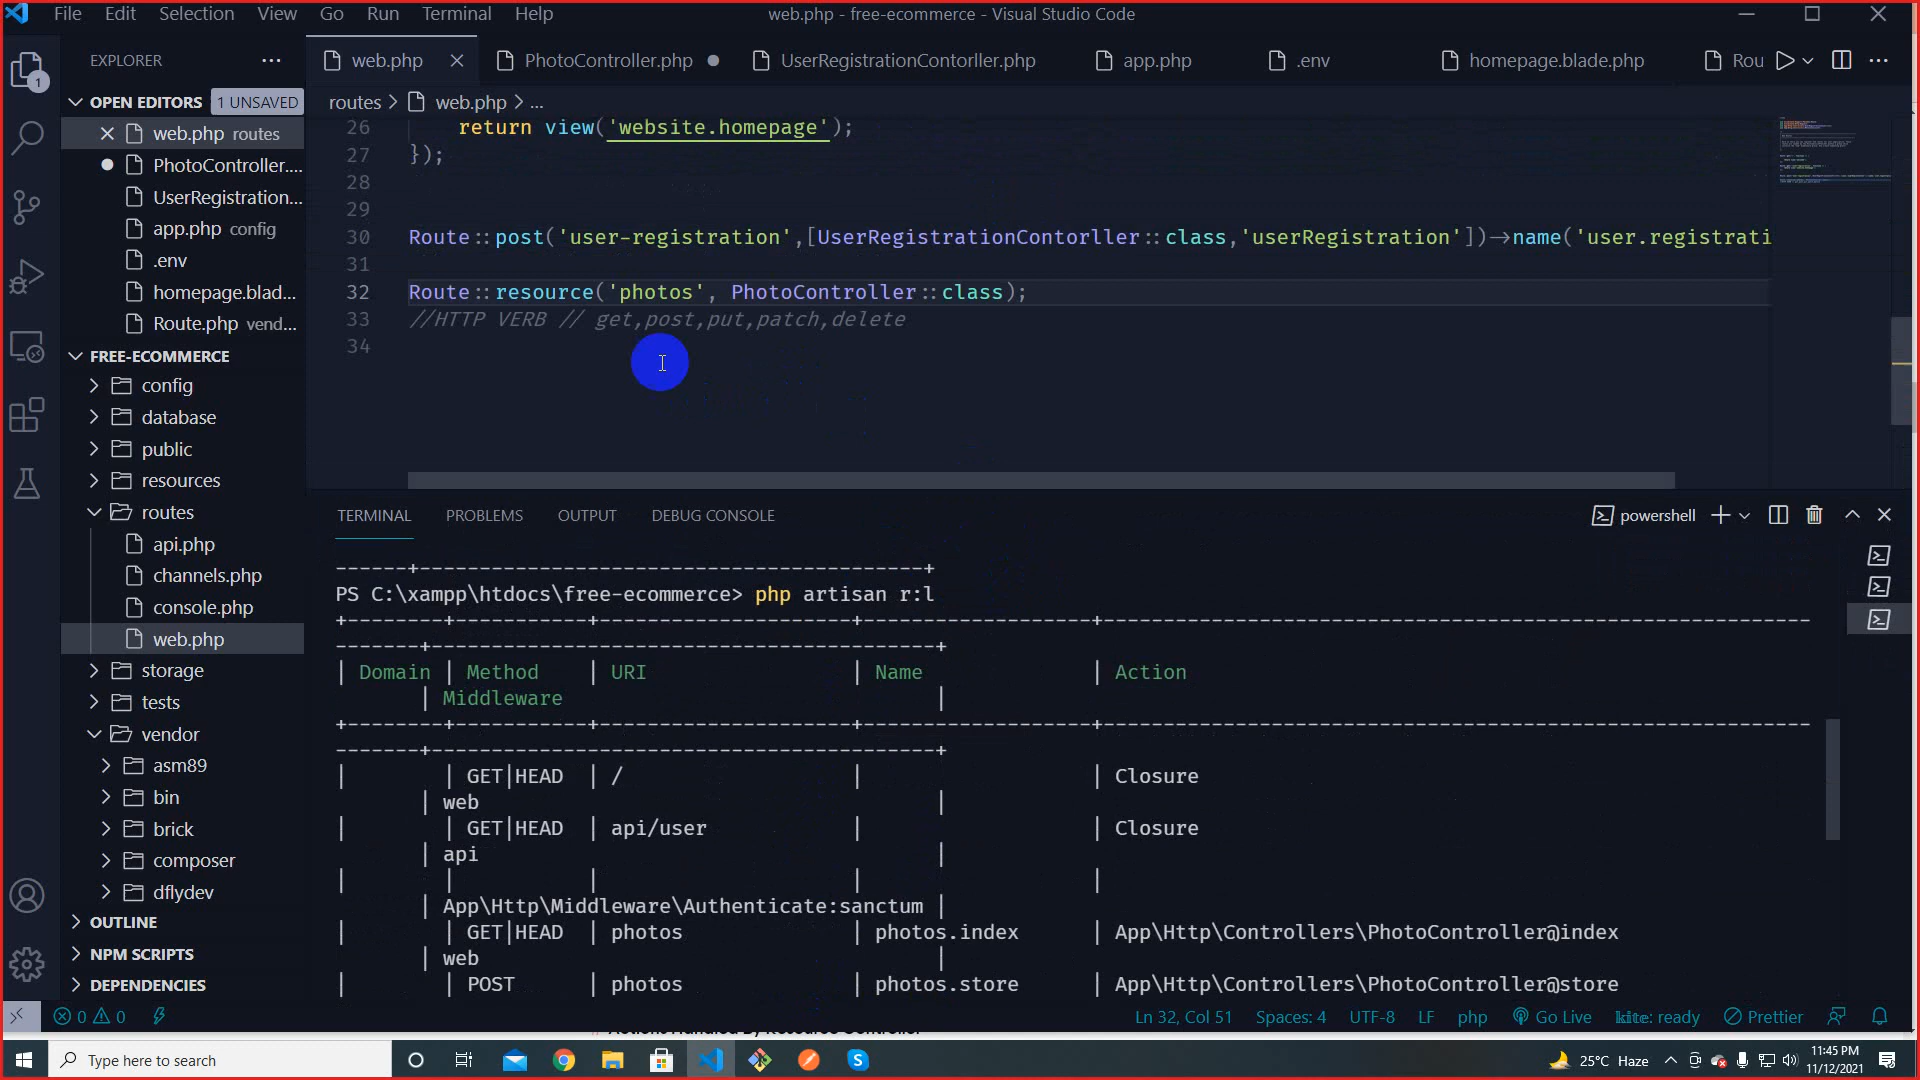 File Edit Selection View Go Run Terminal Help
web.php - free-ecommerce - Visual Studio Code
EXPLORER
web.php
PhotoController.php
UserRegistrationContorller.php
app.php
.env
homepage.blade.php
Rou
1
OPEN EDITORS 1 UNSAVED
web.php routes
PhotoController....
UserRegistration...
app.php config
.env
homepage.blad...
Route.php vend...
FREE-ECOMMERCE
config
database
public
resources
routes
api.php
channels.php
console.php
web.php
storage
tests
vendor
asm89
bin
brick
composer
dflydev
OUTLINE
NPM SCRIPTS
DEPENDENCIES
routes > web.php > ...
26 return view('website.homepage');
27 });
28
29
30 Route::post('user-registration',[UserRegistrationContorller::class,'userRegistration'])->name('user.registrati
31
32 Route::resource('photos', PhotoController::class);
33 //HTTP VERB // get,post,put,patch,delete
34
TERMINAL PROBLEMS OUTPUT DEBUG CONSOLE
powershell
PS C:\xampp\htdocs\free-ecommerce> php artisan r:l
| Domain | Method | URI | Name | Action
| Middleware |
| | GET|HEAD | / | | Closure
| web |
| | GET|HEAD | api/user | | Closure
| api |
| | | | |
| App\Http\Middleware\Authenticate:sanctum |
| | GET|HEAD | photos | photos.index | App\Http\Controllers\PhotoController@index
| web |
| | POST | photos | photos.store | App\Http\Controllers\PhotoController@store
0 0
Ln 32, Col 51 Spaces: 4 UTF-8 LF php Go Live kite: ready Prettier
Type here to search
25°C Haze
11:45 PM
11/12/2021